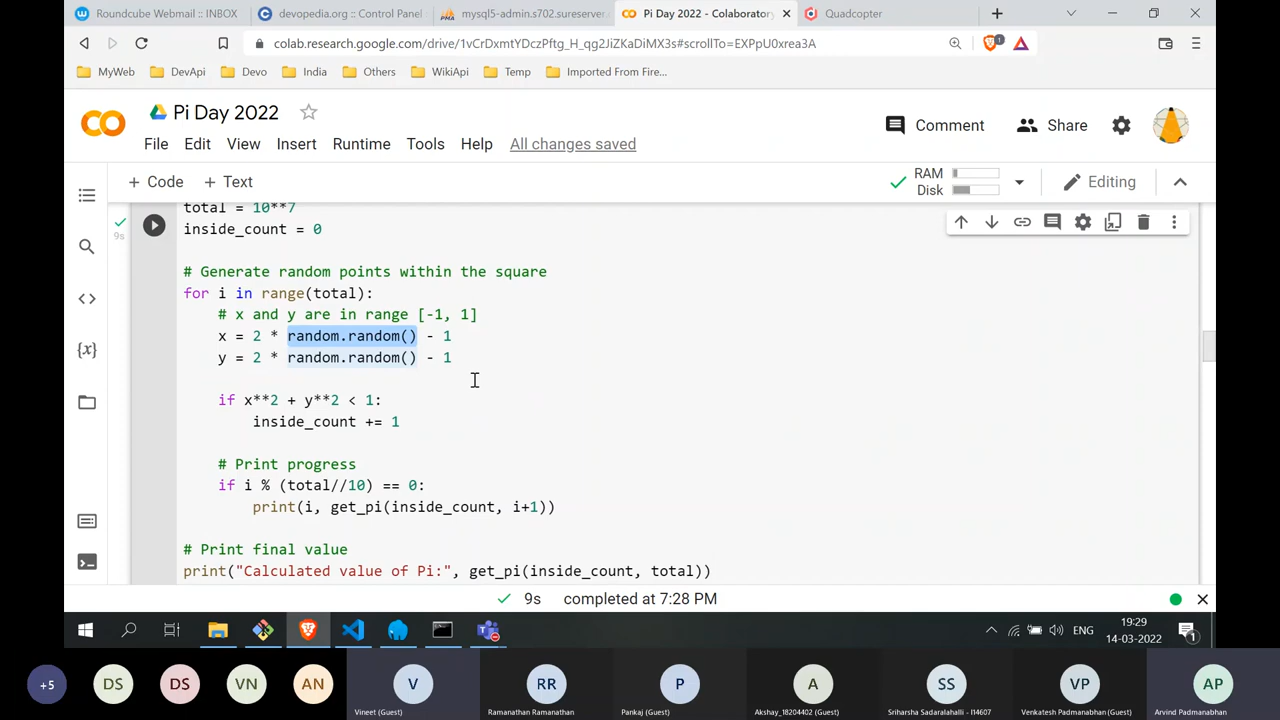 Roundcube Webmail :: INBOX
devopedia.org :: Control Panel
mysql5-admin.s702.sureserver.
Pi Day 2022 - Colaboratory
Quadcopter
colab.research.google.com/drive/1vCrDxmtYDczPftg_H_qg2JiZKaDiMX3s#scrollTo=EXPpU0xrea3A
1
MyWeb
DevApi
Devo
India
Others
WikiApi
Temp
Imported From Fire...
Pi Day 2022
File Edit View Insert Runtime Tools Help All changes saved
Comment
Share
+ Code + Text
RAM
Disk
Editing
9s
total = 10**7
inside_count = 0
# Generate random points within the square
for i in range(total):
# x and y are in range [-1, 1]
x = 2 * random.random() - 1
y = 2 * random.random() - 1
if x**2 + y**2 < 1:
inside_count += 1
# Print progress
if i % (total//10) == 0:
print(i, get_pi(inside_count, i+1))
# Print final value
print("Calculated value of Pi:", get_pi(inside_count, total))
9s completed at 7:28 PM
ENG
19:29
14-03-2022
1
+5
DS
DS
VN
AN
V
RR
P
A
SS
VP
AP
Vineet (Guest)
Ramanathan Ramanathan
Pankaj (Guest)
Akshay_18204402 (Guest)
Sriharsha Sadaralahalli - I14607
Venkatesh Padmanabhan (Guest)
Arvind Padmanabhan